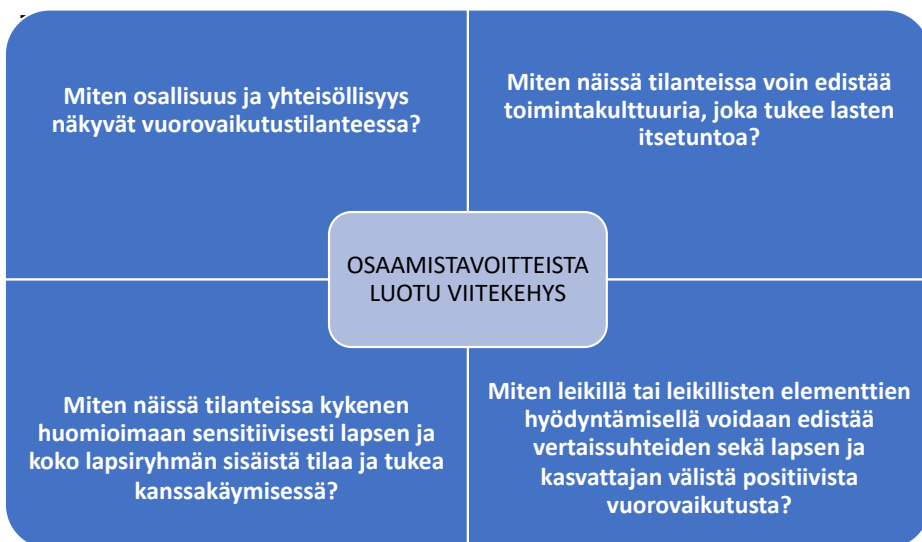 Miten osallisuus ja yhteisöllisyys
näkyvät vuorovaikutustilanteessa?
Miten näissä tilanteissa voin edistää
toimintakulttuuria, joka tukee lasten
itsetuntoa?
OSAAMISTAVOITTEISTA
LUOTU VIITEKEHYS
Miten näissä tilanteissa kykenen
huomioimaan sensitiivisesti lapsen ja
koko lapsiryhmän sisäistä tilaa ja tukea
kanssakäymisessä?
Miten leikillä tai leikillisten elementtien
hyödyntämisellä voidaan edistää
vertaissuhteiden sekä lapsen ja
kasvattajan välistä positiivista
vuorovaikutusta?